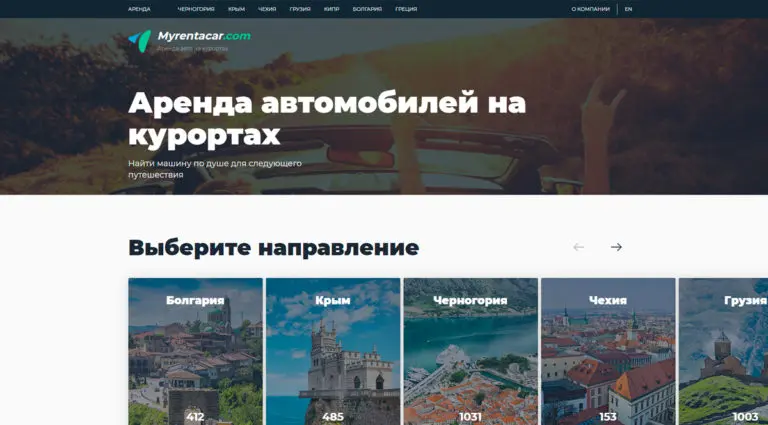 АРЕНДА ЧЕРНОГОРИЯ КРЫМ ЧЕХИЯ ГРУЗИЯ КИПР БОЛГАРИЯ ГРЕЦИЯ О КОМПАНИИ EN
Myrentacar.com
Аренда авто на курортах
Аренда автомобилей на
курортах
Найти машину по душе для следующего
путешествия
Выберите направление
Болгария Крым Черногория Чехия Грузия
412 485 1031 153 1003